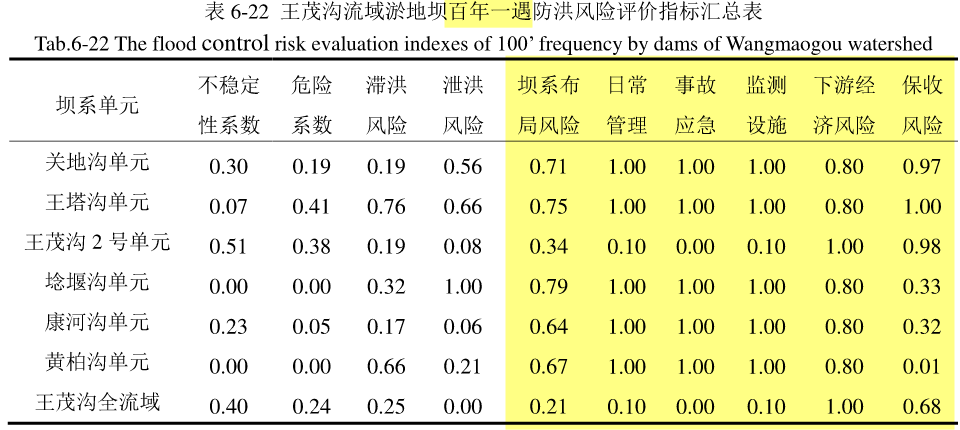 表 6-22 王茂沟流域淤地坝百年一遇防洪风险评价指标汇总表
Tab.6-22 The flood control risk evaluation indexes of 100’ frequency by dams of Wangmaogou watershed
坝系单元 不稳定性系数 危险系数 滞洪风险 泄洪风险 坝系布局风险 日常管理 事故应急 监测设施 下游经济风险 保收风险
关地沟单元 0.30 0.19 0.19 0.56 0.71 1.00 1.00 1.00 0.80 0.97
王塔沟单元 0.07 0.41 0.76 0.66 0.75 1.00 1.00 1.00 0.80 1.00
王茂沟 2 号单元 0.51 0.38 0.19 0.08 0.34 0.10 0.00 0.10 1.00 0.98
埝堰沟单元 0.00 0.00 0.32 1.00 0.79 1.00 1.00 1.00 0.80 0.33
康河沟单元 0.23 0.05 0.17 0.06 0.64 1.00 1.00 1.00 0.80 0.32
黄柏沟单元 0.00 0.00 0.66 0.21 0.67 1.00 1.00 1.00 0.80 0.01
王茂沟全流域 0.40 0.24 0.25 0.00 0.21 0.10 0.00 0.10 1.00 0.68